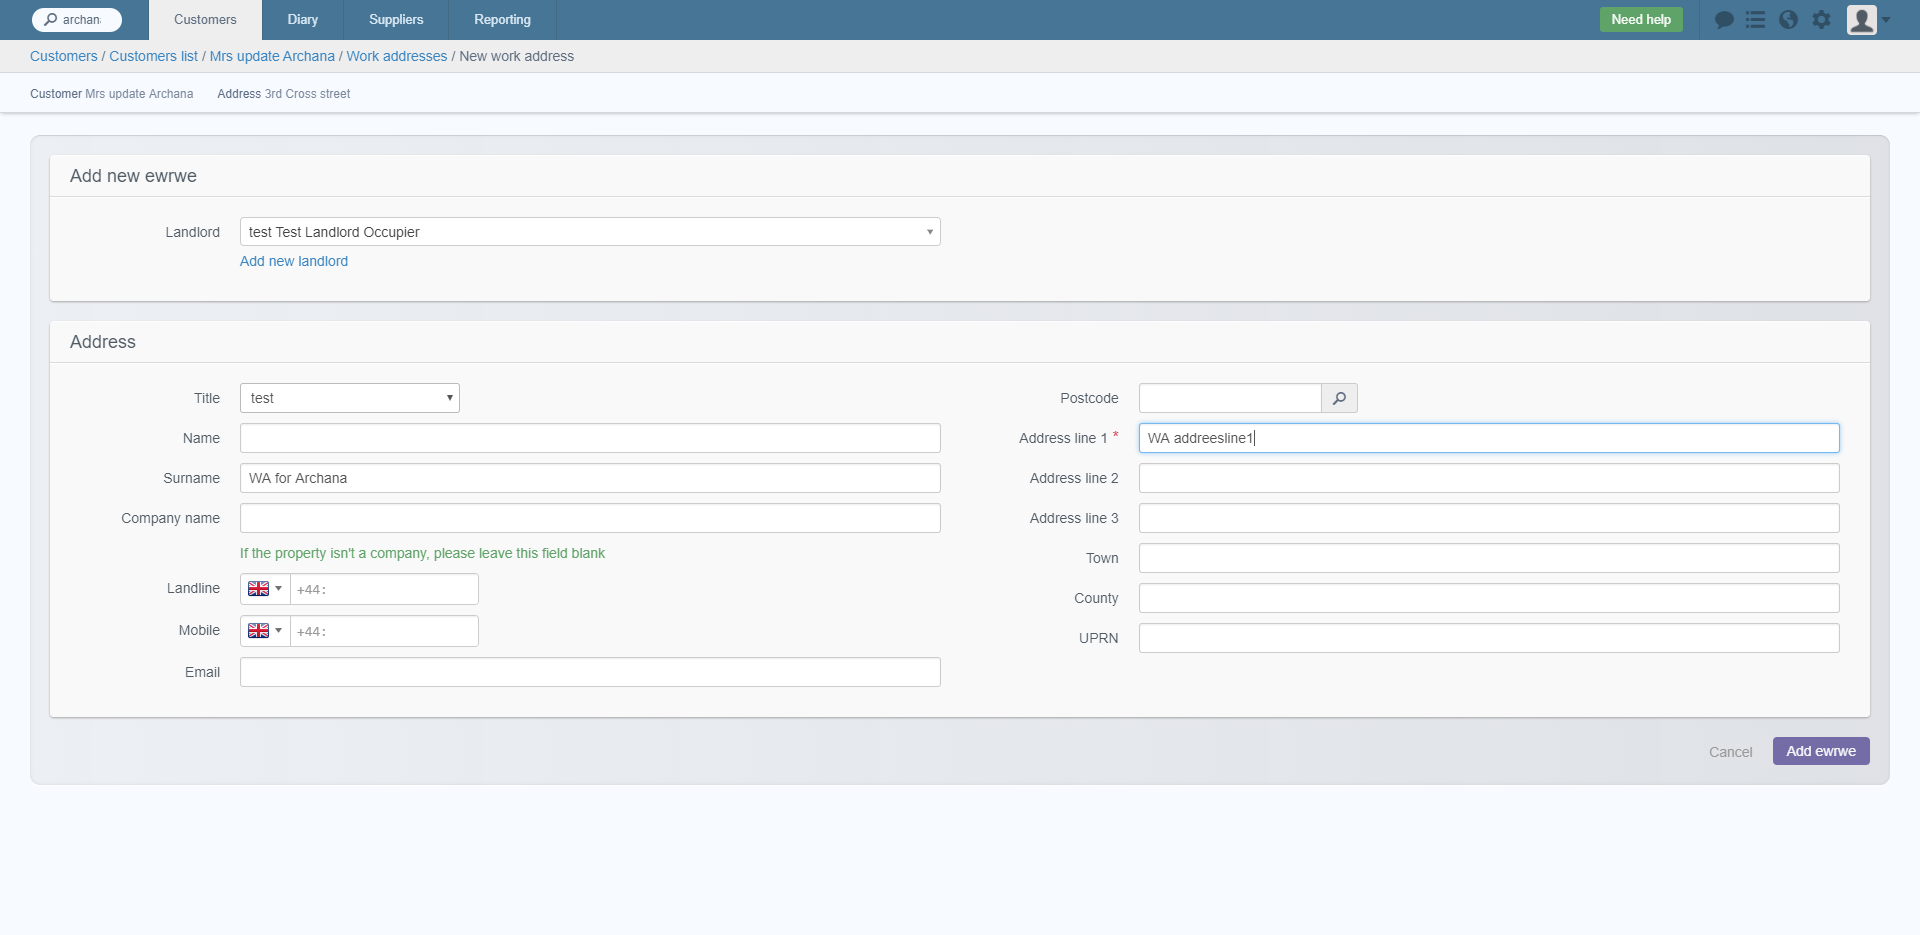 archan
Customers
Diary
Suppliers
Reporting
Need help
Customers / Customers list / Mrs update Archana / Work addresses / New work address
Customer Mrs update Archana Address 3rd Cross street
Add new ewrwe
Landlord
test Test Landlord Occupier
Add new landlord
Address
Title
test
Name
Surname
WA for Archana
Company name
If the property isn't a company, please leave this field blank
Landline
+44:
Mobile
+44:
Email
Postcode
Address line 1 *
WA addreesline1
Address line 2
Address line 3
Town
County
UPRN
Cancel
Add ewrwe